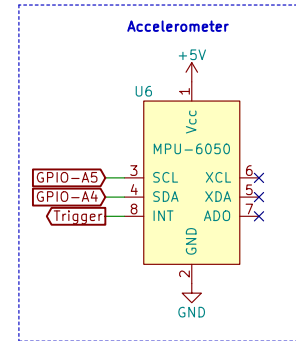 Accelerometer
+5V
U6
1
Vcc
MPU-6050
GPIO-A5 3 SCL XCL 6
GPIO-A4 4 SDA XDA 5
Trigger 8 INT ADO 7
GND
2
GND